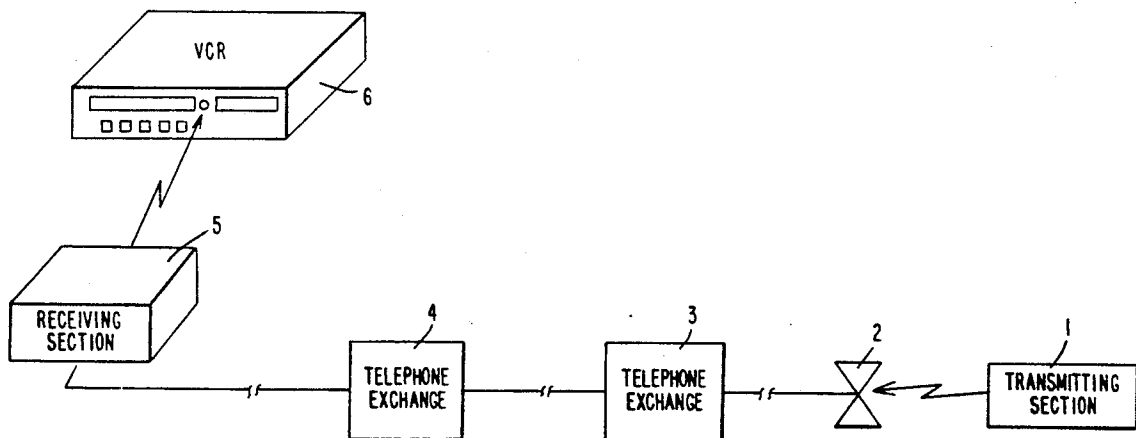 VCR
6
5
RECEIVING
SECTION
4
TELEPHONE
EXCHANGE
3
TELEPHONE
EXCHANGE
2
1
TRANSMITTING
SECTION